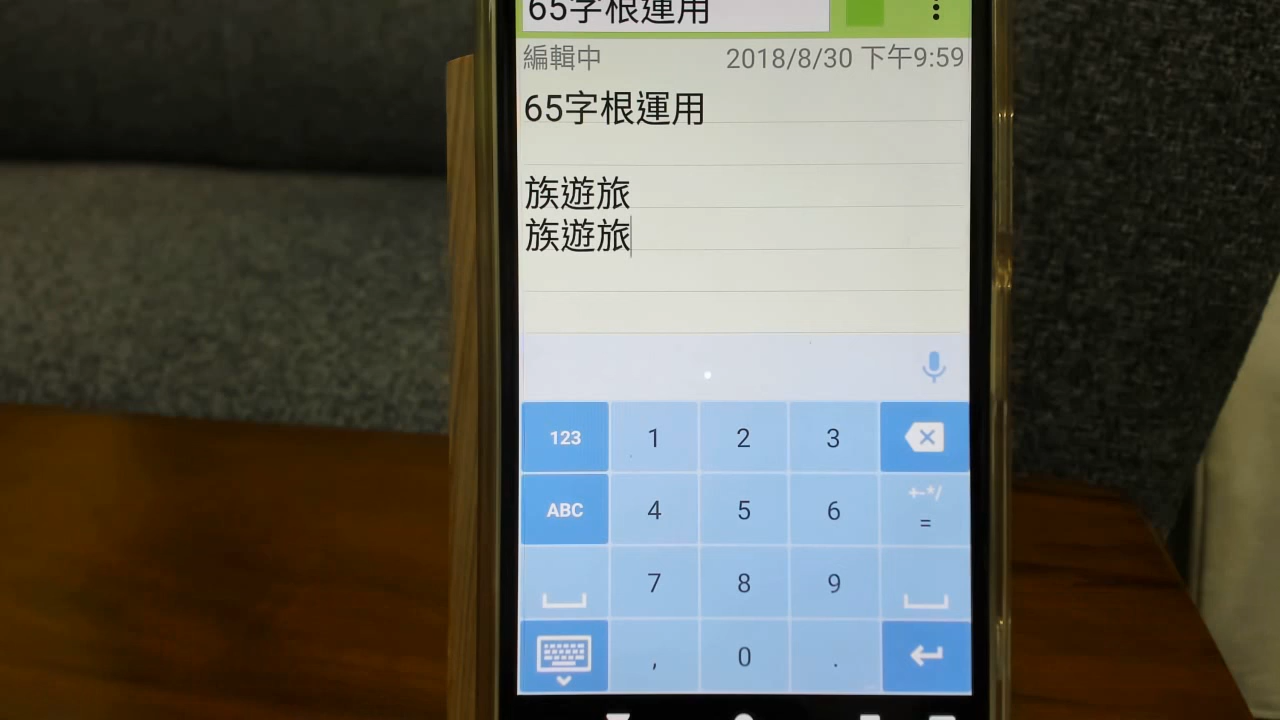 65字根運用
編輯中 2018/8/30 下午9:59
65字根運用
族遊旅
族遊旅
123 1 2 3
ABC 4 5 6 +-*/ =
7 8 9
, 0 .